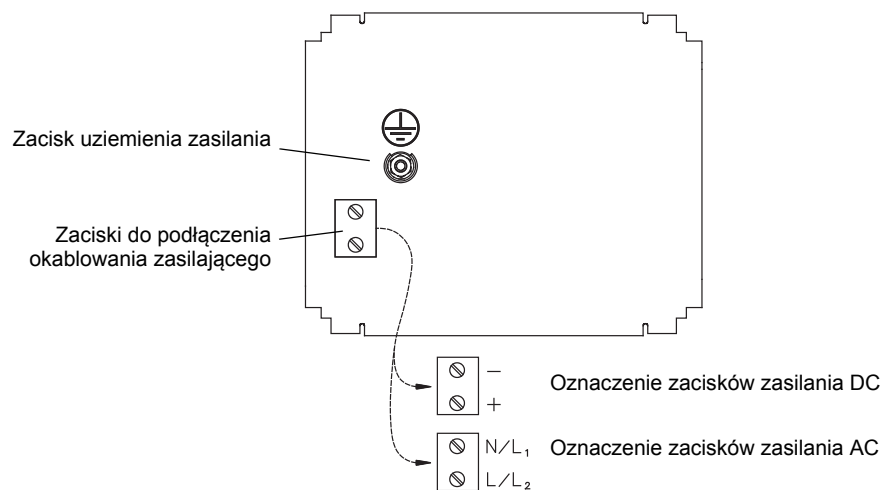 Zacisk uziemienia zasilania
Zaciski do podłączenia
okablowania zasilającego
−
+
Oznaczenie zacisków zasilania DC
N/L₁
L/L₂
Oznaczenie zacisków zasilania AC